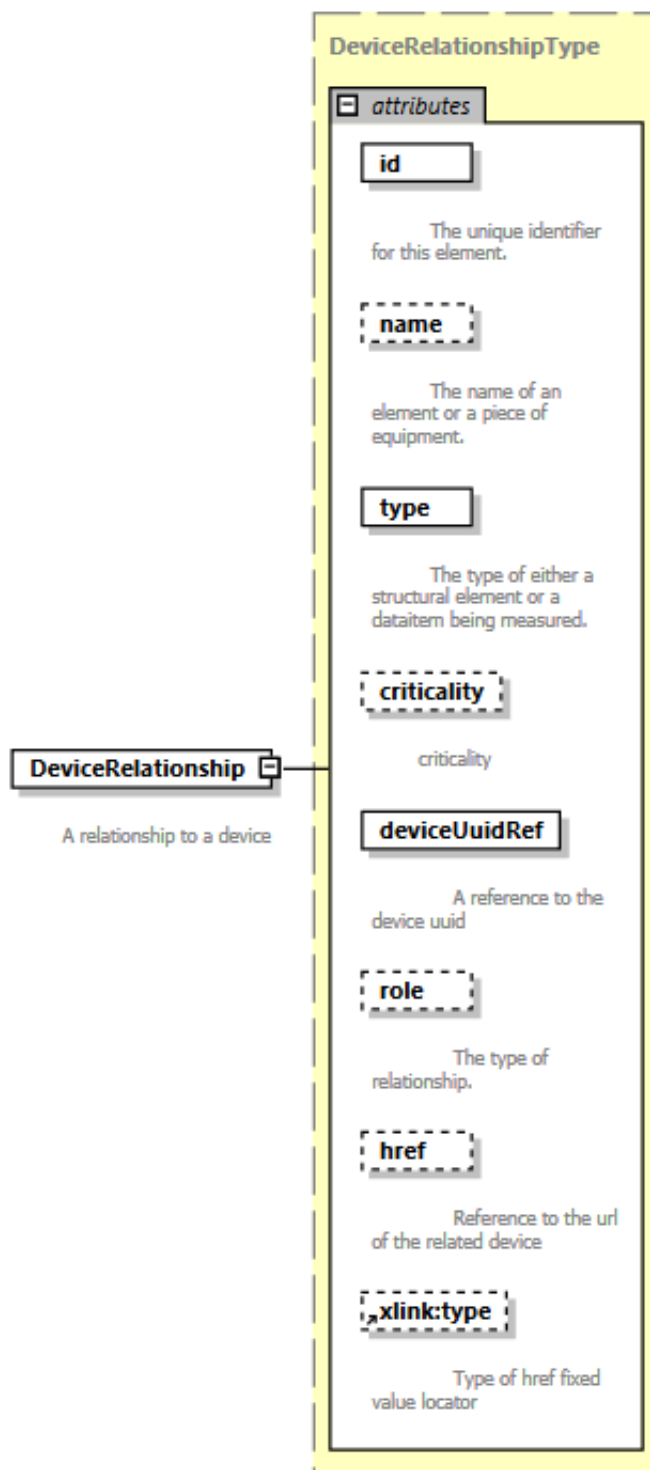 DeviceRelationshipType
attributes
id
The unique identifier
for this element.
name
The name of an
element or a piece of
equipment.
type
The type of either a
structural element or a
dataitem being measured.
criticality
criticality
DeviceRelationship
A relationship to a device
deviceUuidRef
A reference to the
device uuid
role
The type of
relationship.
href
Reference to the url
of the related device
xlink:type
Type of href fixed
value locator